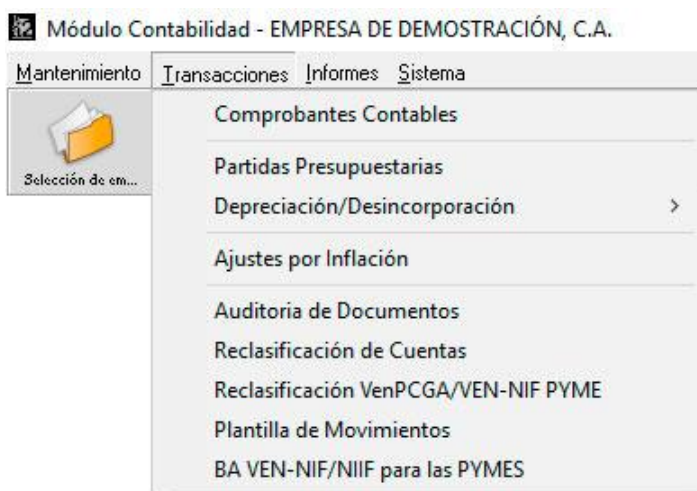 Módulo Contabilidad - EMPRESA DE DEMOSTRACIÓN, C.A.
Mantenimiento Transacciones Informes Sistema
Selección de em...
Comprobantes Contables
Partidas Presupuestarias
Depreciación/Desincorporación
Ajustes por Inflación
Auditoria de Documentos
Reclasificación de Cuentas
Reclasificación VenPCGA/VEN-NIF PYME
Plantilla de Movimientos
BA VEN-NIF/NIIF para las PYMES